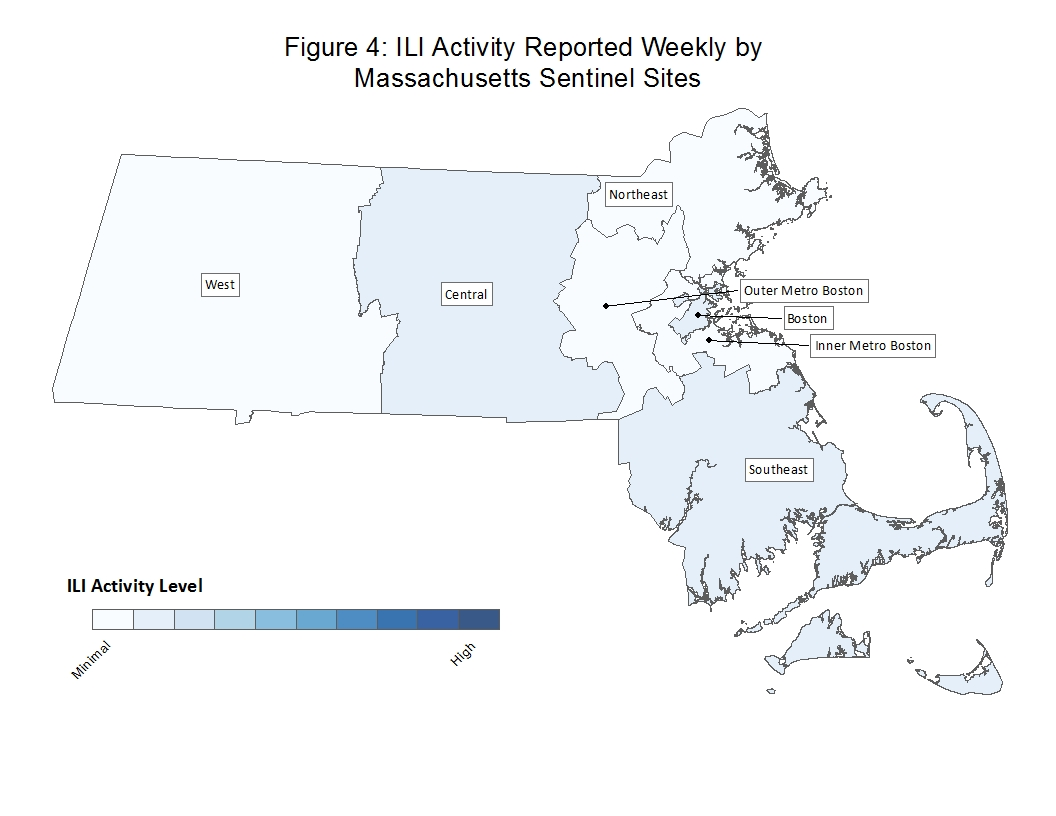 Figure 4: ILI Activity Reported Weekly by
Massachusetts Sentinel Sites
Northeast
West
Central
Outer Metro Boston
Boston
Inner Metro Boston
Southeast
ILI Activity Level
Minimal
High